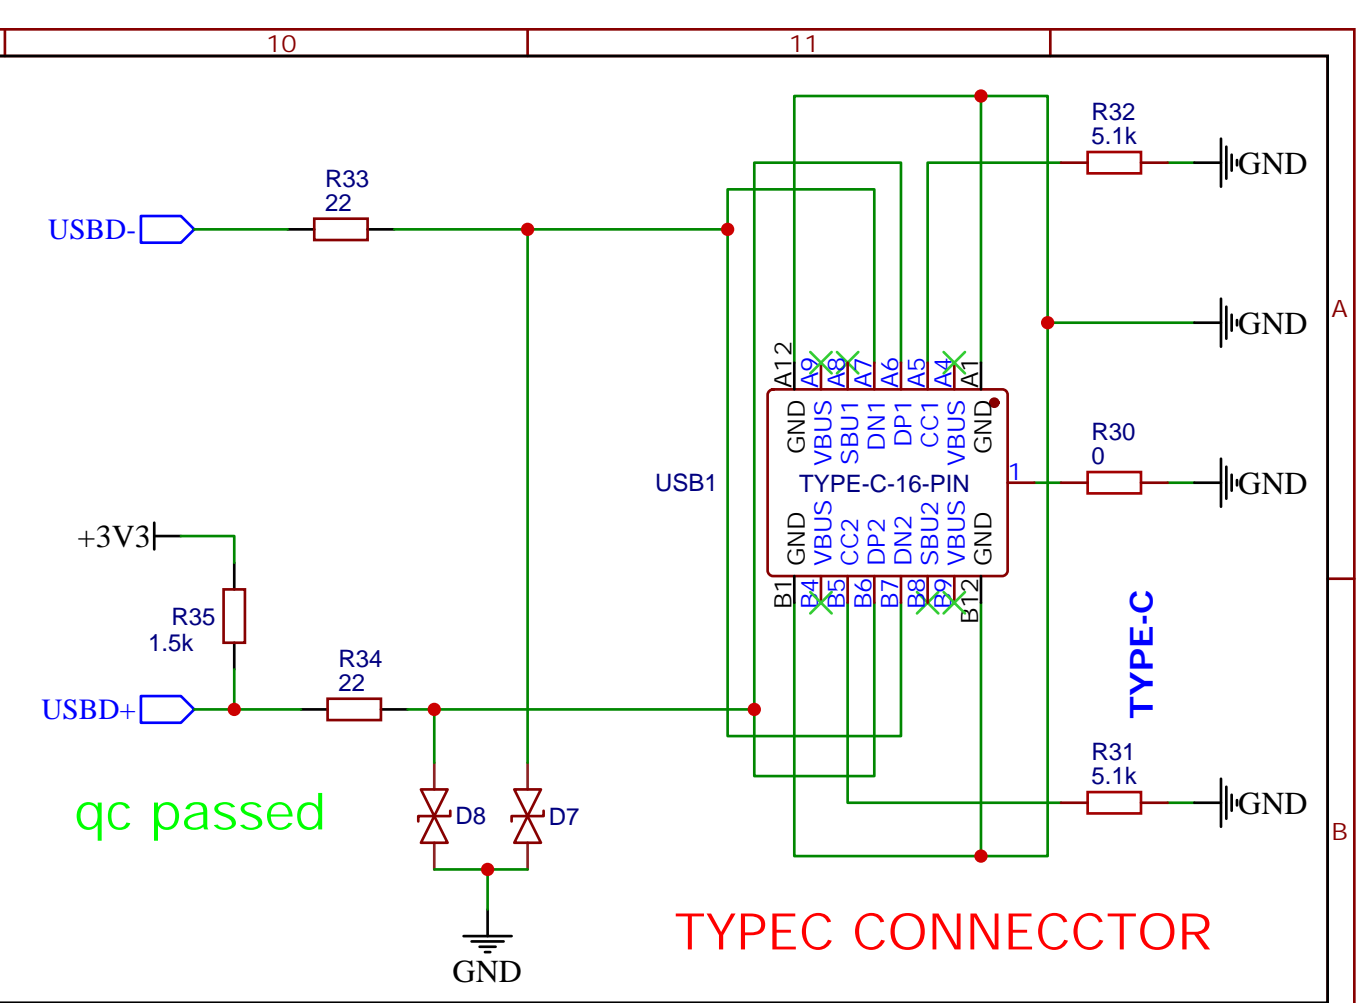 10
11
R32
5.1k
GND
R33
22
USBD-
A
GND
A12
A9
A8
A7
A6
A5
A4
A1
GND
VBUS
SBU1
DN1
DP1
CC1
VBUS
GND
R30
0
USB1
TYPE-C-16-PIN
1
GND
GND
VBUS
CC2
DP2
DN2
SBU2
VBUS
GND
B1
B4
B5
B6
B7
B8
B9
B12
+3V3
R35
1.5k
TYPE-C
R34
22
USBD+
R31
5.1k
GND
qc passed
D8
D7
B
TYPEC CONNECCTOR
GND